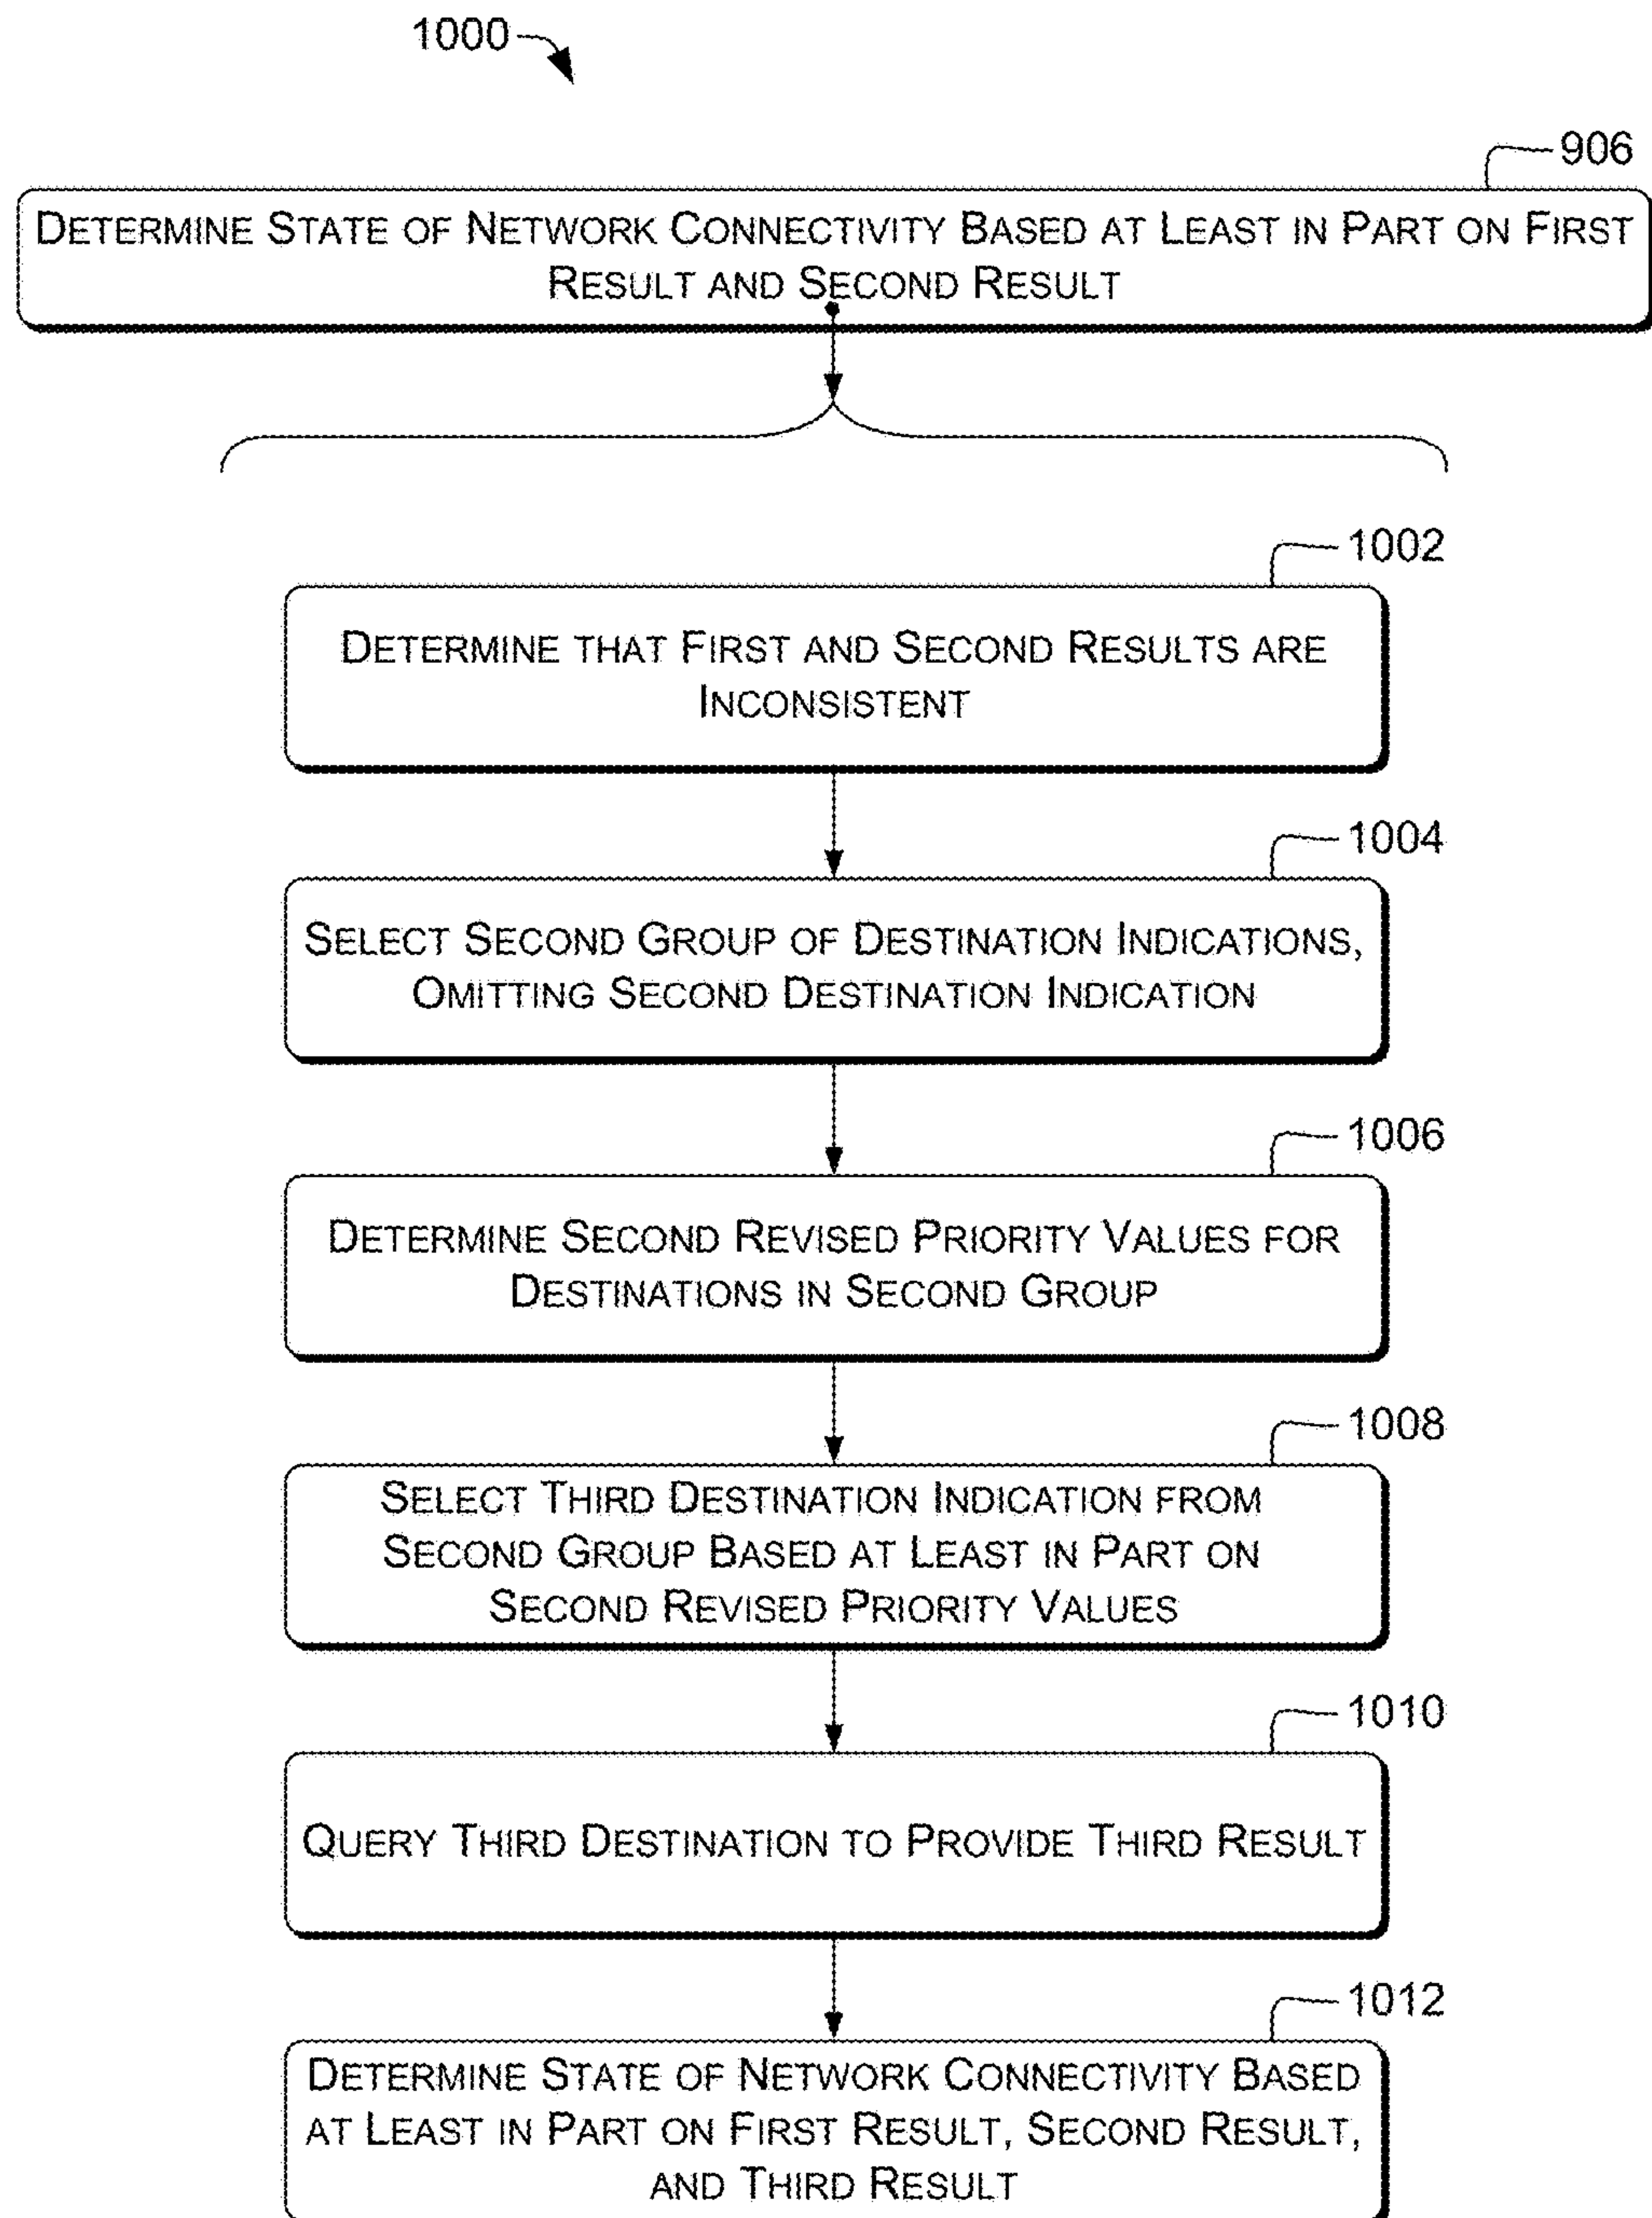 1000
906
DETERMINE STATE OF NETWORK CONNECTIVITY BASED AT LEAST IN PART ON FIRST
RESULT AND SECOND RESULT
1002
DETERMINE THAT FIRST AND SECOND RESULTS ARE
INCONSISTENT
1004
SELECT SECOND GROUP OF DESTINATION INDICATIONS,
OMITTING SECOND DESTINATION INDICATION
1006
DETERMINE SECOND REVISED PRIORITY VALUES FOR
DESTINATIONS IN SECOND GROUP
1008
SELECT THIRD DESTINATION INDICATION FROM
SECOND GROUP BASED AT LEAST IN PART ON
SECOND REVISED PRIORITY VALUES
1010
QUERY THIRD DESTINATION TO PROVIDE THIRD RESULT
1012
DETERMINE STATE OF NETWORK CONNECTIVITY BASED
AT LEAST IN PART ON FIRST RESULT, SECOND RESULT,
AND THIRD RESULT